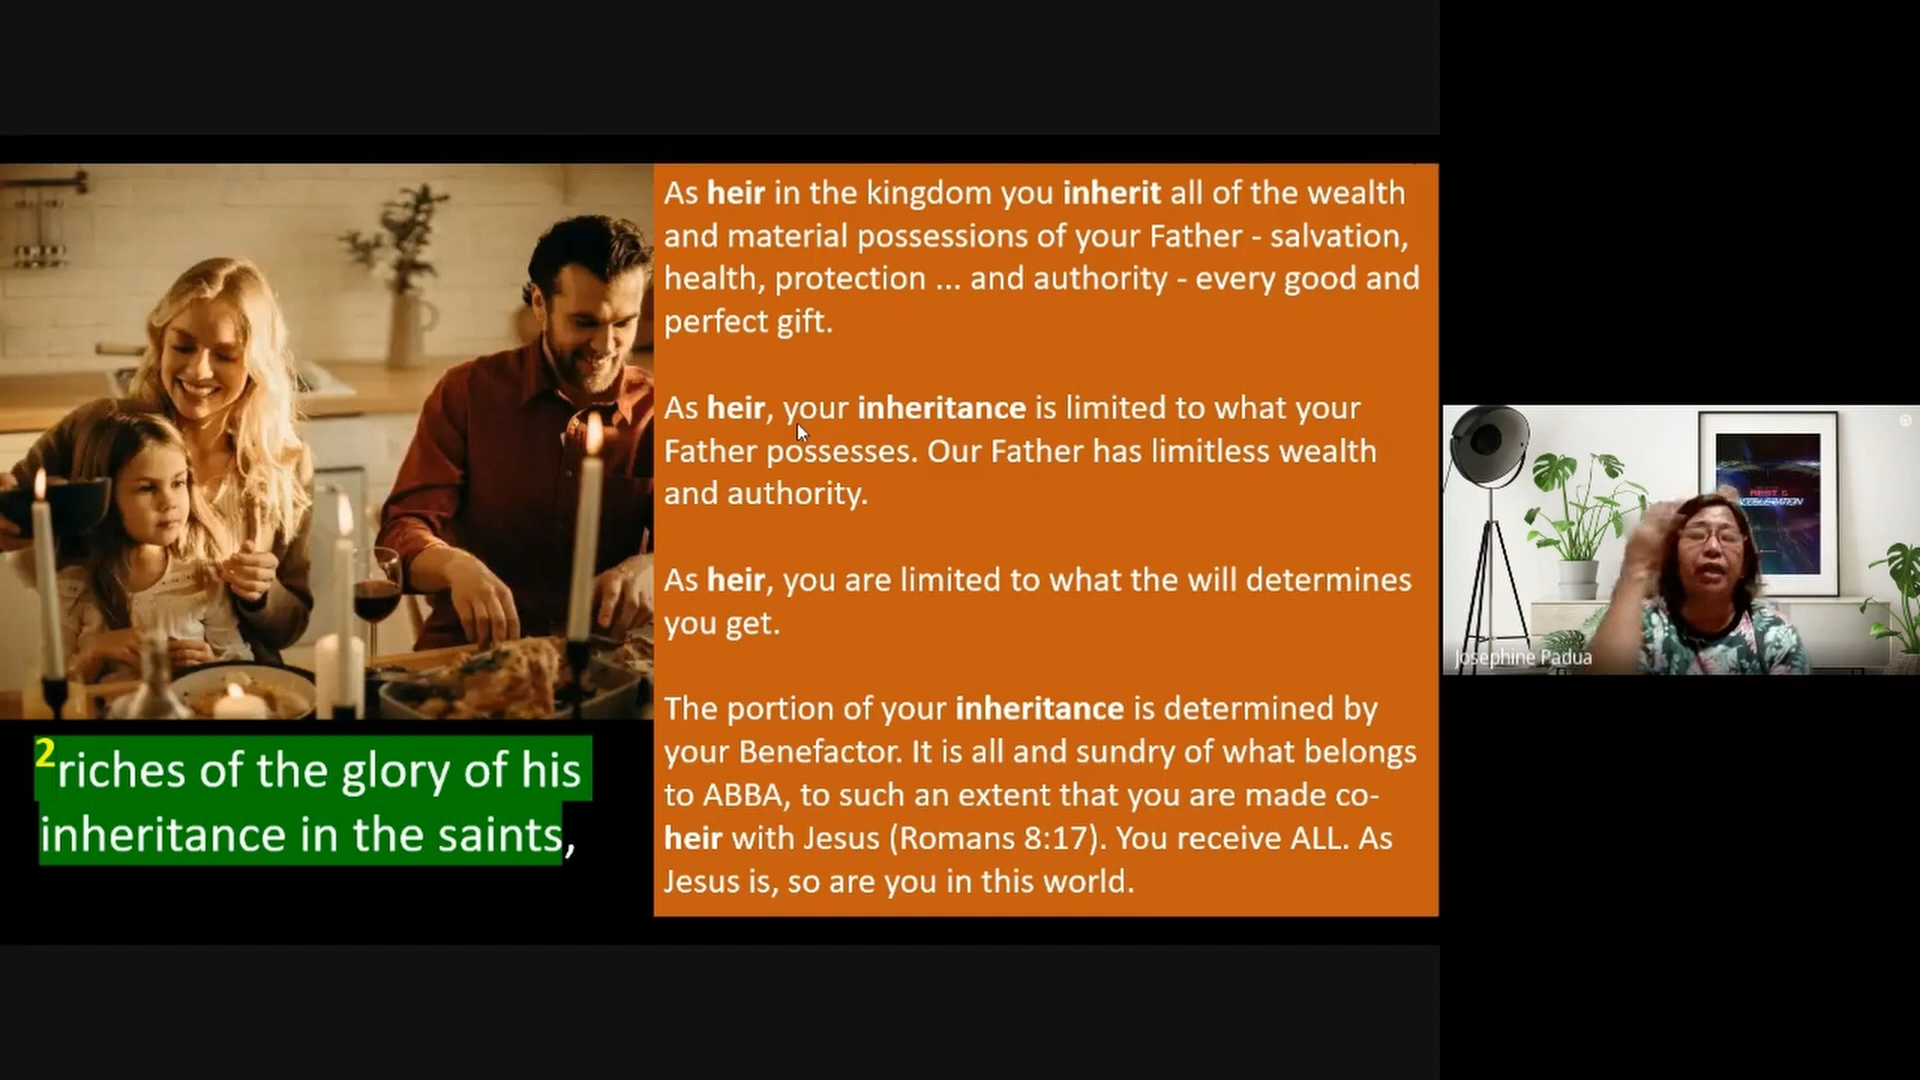 As heir in the kingdom you inherit all of the wealth
and material possessions of your Father - salvation,
health, protection ... and authority - every good and
perfect gift.
As heir, your inheritance is limited to what your
Father possesses. Our Father has limitless wealth
and authority.
As heir, you are limited to what the will determines
you get.
The portion of your inheritance is determined by
your Benefactor. It is all and sundry of what belongs
to ABBA, to such an extent that you are made co-
heir with Jesus (Romans 8:17). You receive ALL. As
Jesus is, so are you in this world.
2riches of the glory of his
inheritance in the saints,
REST &
Josephine Padua